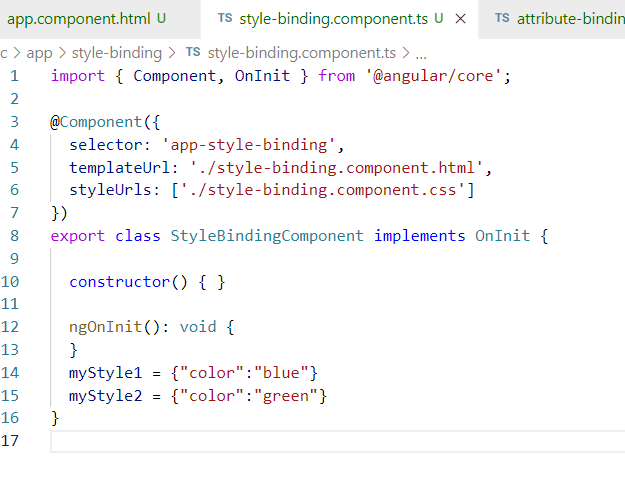 app.component.html U TS style-binding.component.ts U × TS attribute-bindin
c > app > style-binding > TS style-binding.component.ts > ...
1 import { Component, OnInit } from '@angular/core';
2
3 @Component({
4 selector: 'app-style-binding',
5 templateUrl: './style-binding.component.html',
6 styleUrls: ['./style-binding.component.css']
7 })
8 export class StyleBindingComponent implements OnInit {
9
10 constructor() { }
11
12 ngOnInit(): void {
13 }
14 myStyle1 = {"color":"blue"}
15 myStyle2 = {"color":"green"}
16 }
17